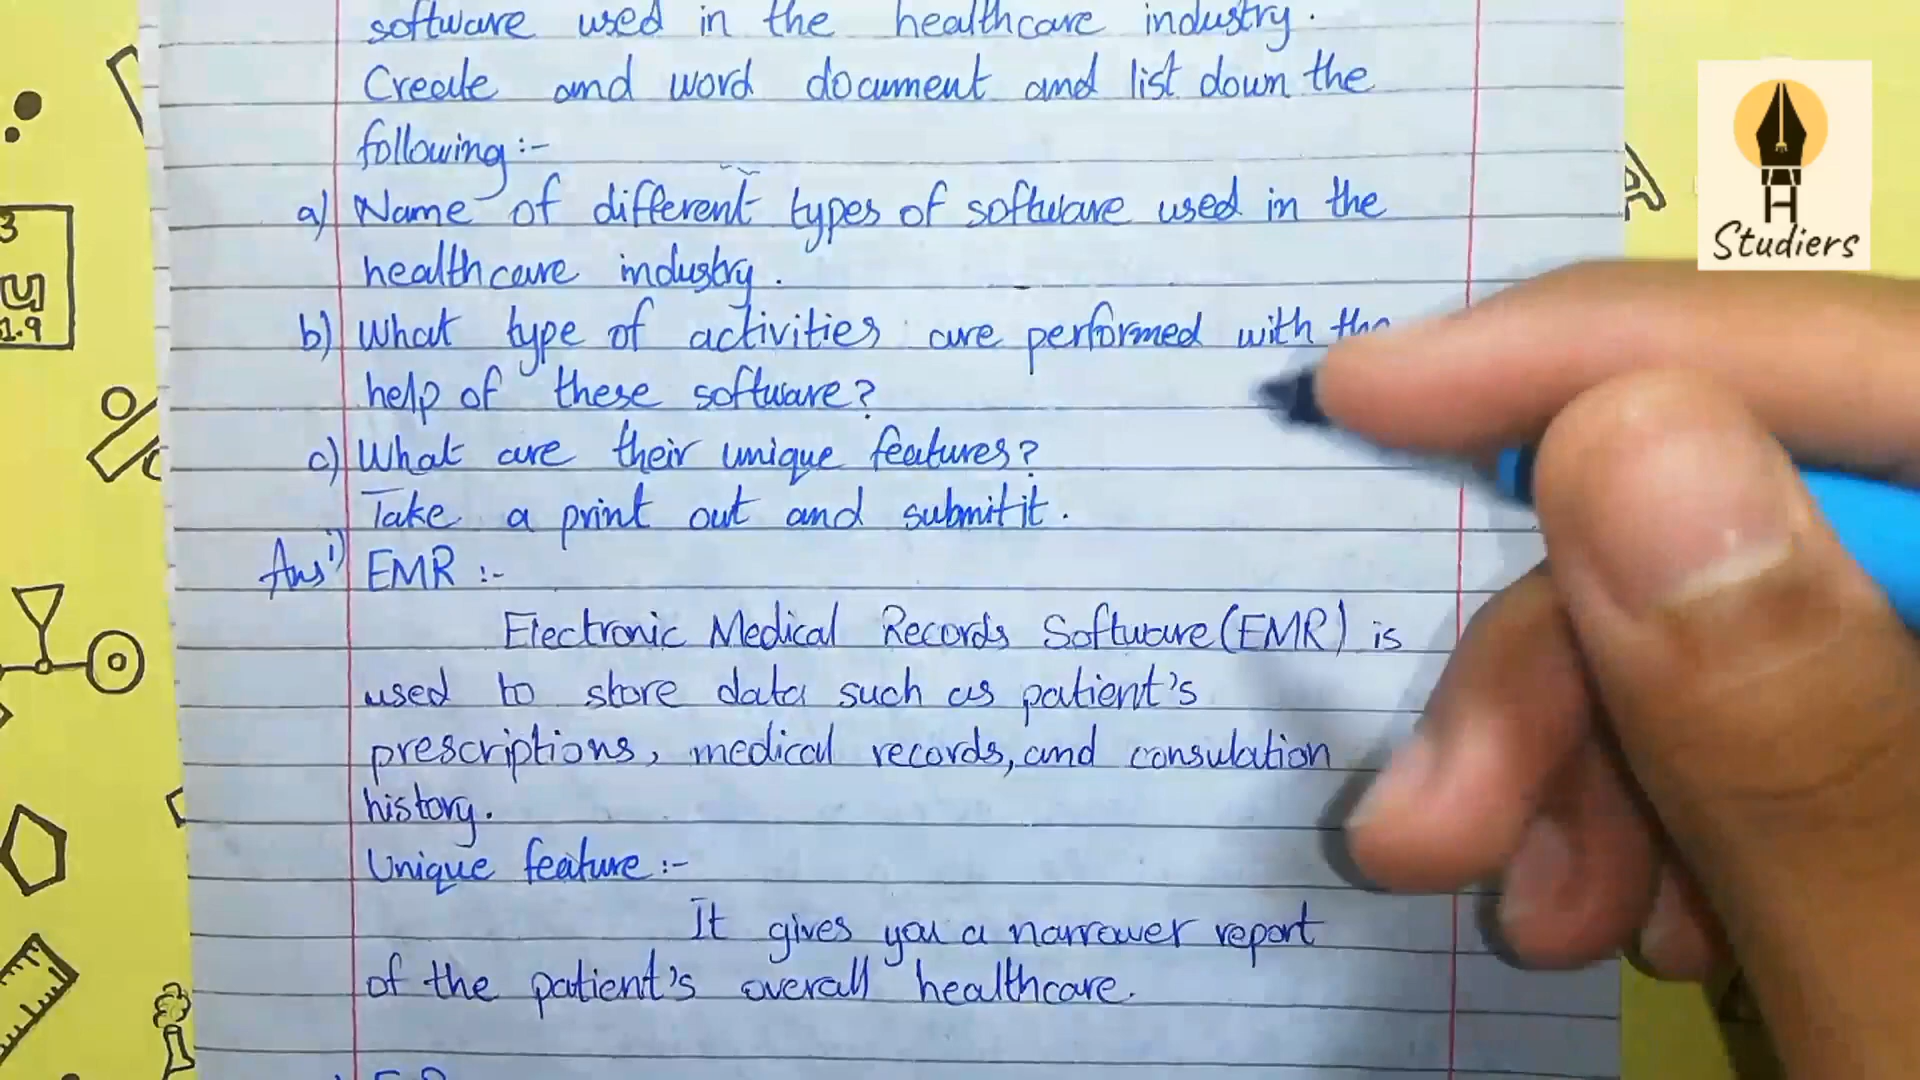 software used in the healthcare industry.
Create and word document and list down the
following :-
a) Name of different types of software used in the
healthcare industry.
b) What type of activities are performed with the
help of these software?
c) What are their unique features?
Take a print out and submit it.
Ans i) EMR :-
Electronic Medical Records Software (EMR) is
used to store data such as patient's
prescriptions, medical records, and consulation
history.
Unique feature :-
It gives you a narrower report
of the patient's overall healthcare.
Studiers
3
u
1.9